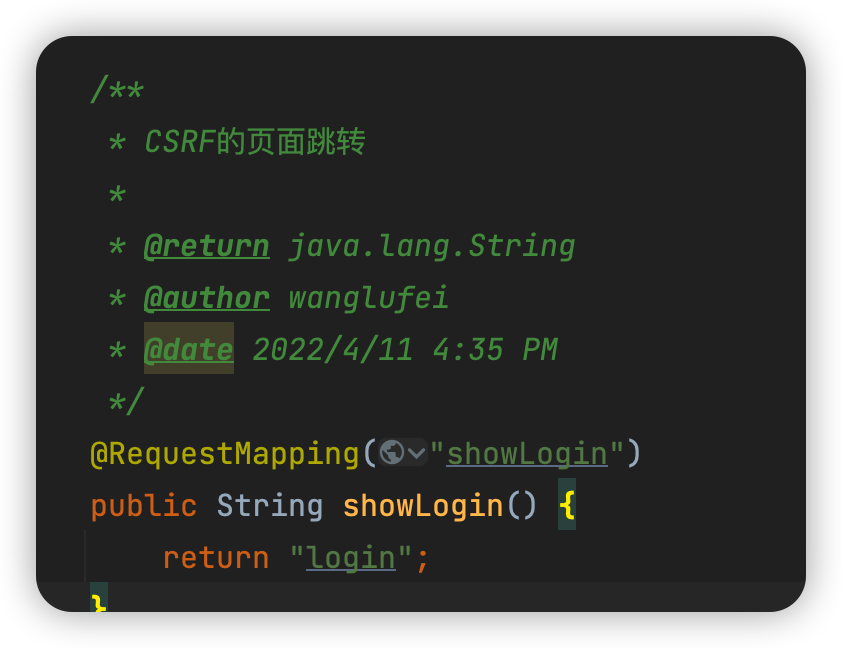 /**
* CSRF的页面跳转
*
* @return java.lang.String
* @author wanglufei
* @date 2022/4/11 4:35 PM
*/
@RequestMapping("showLogin")
public String showLogin() {
return "login";
}